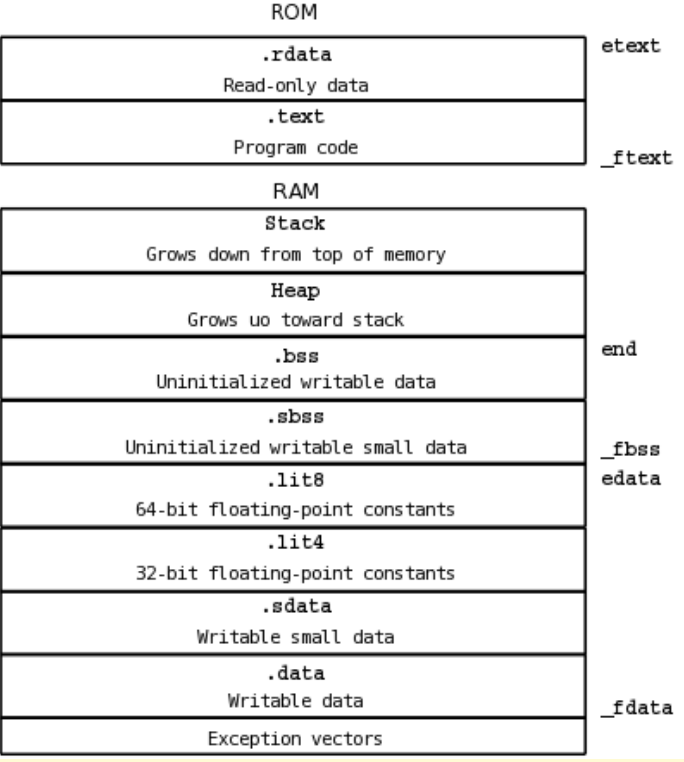 ROM
.rdata etext
Read-only data
.text
Program code _ftext
RAM
Stack
Grows down from top of memory
Heap
Grows uo toward stack
.bss end
Uninitialized writable data
.sbss
Uninitialized writable small data _fbss
.lit8 edata
64-bit floating-point constants
.lit4
32-bit floating-point constants
.sdata
Writable small data
.data
Writable data _fdata
Exception vectors